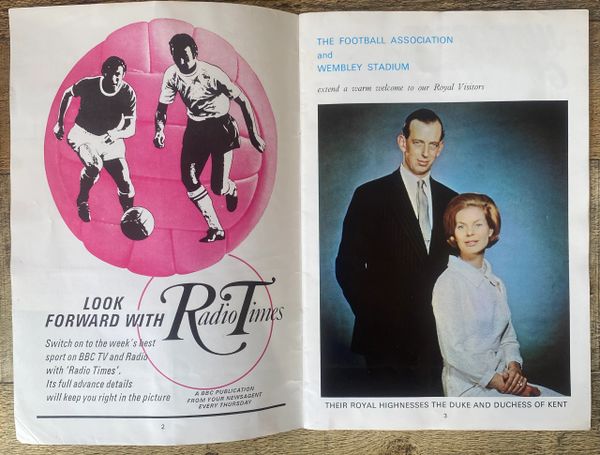 LOOK
FORWARD WITH
Radio Times
Switch on to the week's best
sport on BBC TV and Radio
with 'Radio Times'.
Its full advance details
will keep you right in the picture
A BBC PUBLICATION
FROM YOUR NEWSAGENT
EVERY THURSDAY
2
THE FOOTBALL ASSOCIATION
and
WEMBLEY STADIUM
extend a warm welcome to our Royal Visitors
THEIR ROYAL HIGHNESSES THE DUKE AND DUCHESS OF KENT
3